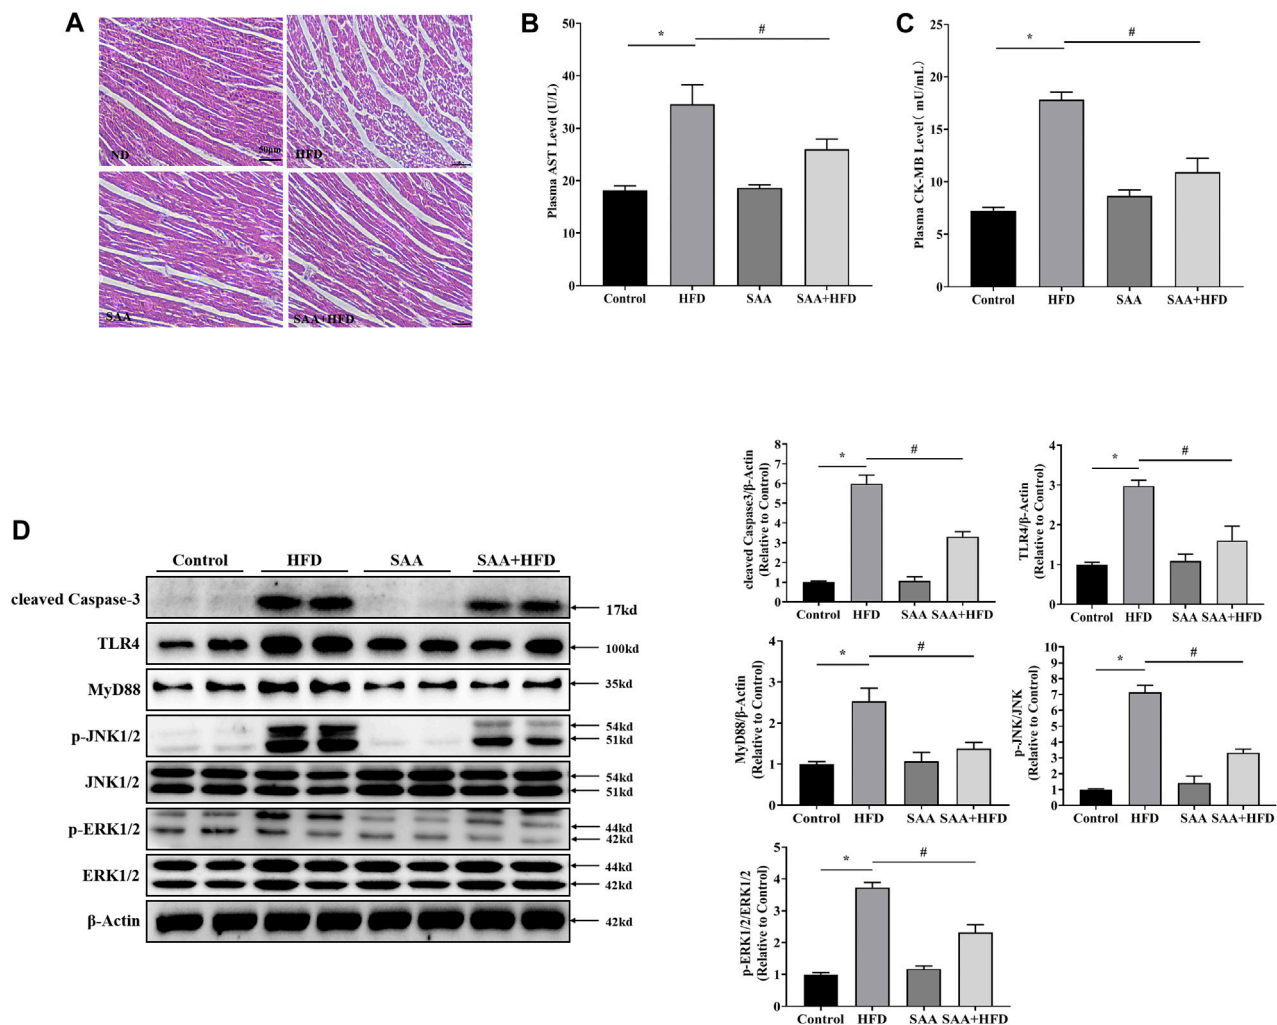 A
ND
50μm
HFD
SAA
SAA+HFD
B
Plasma AST Level (U/L)
50
40
30
20
10
0
*
#
Control
HFD
SAA
SAA+HFD
C
Plasma CK-MB Level( mU/mL)
25
20
15
10
5
0
*
#
Control
HFD
SAA
SAA+HFD
D
Control
HFD
SAA
SAA+HFD
cleaved Caspase-3
17kd
TLR4
100kd
MyD88
35kd
p-JNK1/2
54kd
51kd
JNK1/2
54kd
51kd
p-ERK1/2
44kd
42kd
ERK1/2
44kd
42kd
β-Actin
42kd
cleaved Caspase3/β-Actin
(Relative to Control)
8
7
6
5
4
3
2
1
0
*
#
Control
HFD
SAA
SAA+HFD
TLR4/β-Actin
(Relative to Control)
4
3
2
1
0
*
#
Control
HFD
SAA
SAA+HFD
MyD88/β-Actin
(Relative to Control)
4
3
2
1
0
*
#
Control
HFD
SAA
SAA+HFD
p-JNK/JNK
(Relative to Control)
10
9
8
7
6
5
4
3
2
1
0
*
#
Control
HFD
SAA
SAA+HFD
p-ERK1/2/ERK1/2
(Relative to Control)
5
4
3
2
1
0
*
#
Control
HFD
SAA
SAA+HFD